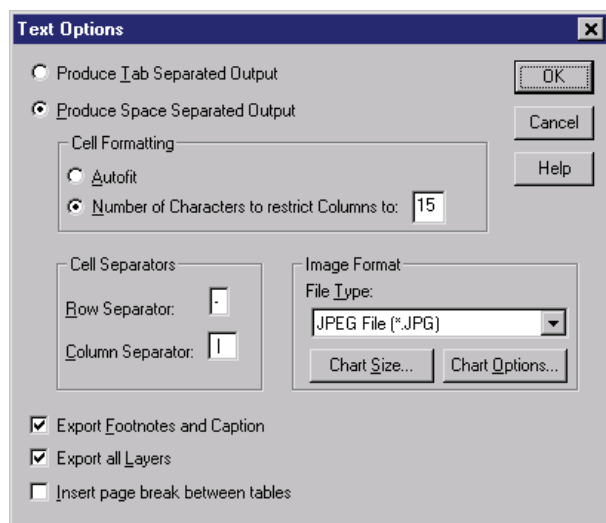 Text Options
Produce Tab Separated Output
OK
Produce Space Separated Output
Cancel
Cell Formatting
Autofit
Help
Number of Characters to restrict Columns to: 15
Cell Separators
Row Separator: -
Column Separator: |
Image Format
File Type:
JPEG File (*.JPG)
Chart Size... Chart Options...
Export Footnotes and Caption
Export all Layers
Insert page break between tables